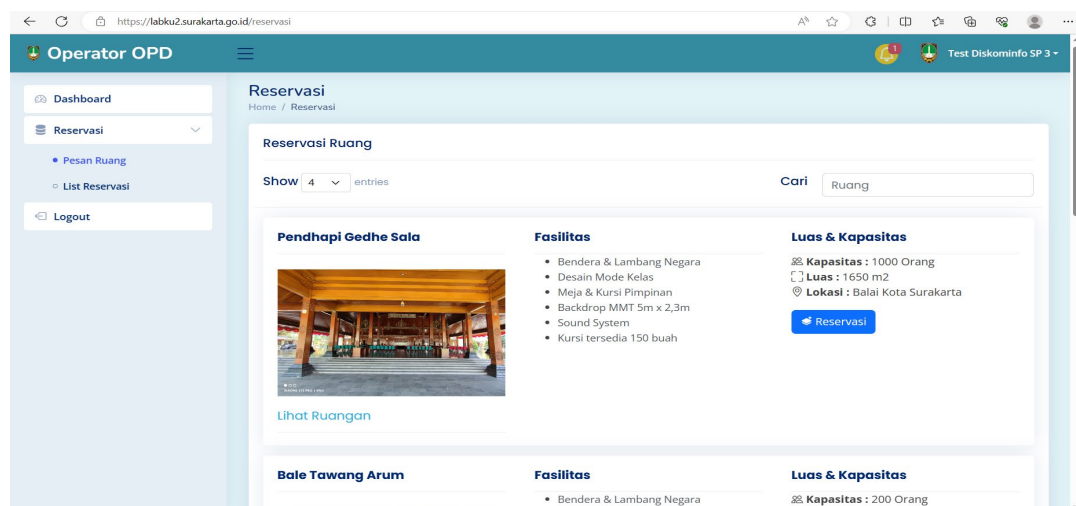 https://labku2.surakarta.go.id/reservasi
Operator OPD
1
Test Diskominfo SP 3
Dashboard
Reservasi
Pesan Ruang
List Reservasi
Logout
Reservasi
Home / Reservasi
Reservasi Ruang
Show 4 entries
Cari Ruang
Pendhapi Gedhe Sala
Lihat Ruangan
Fasilitas
Bendera & Lambang Negara
Desain Mode Kelas
Meja & Kursi Pimpinan
Backdrop MMT 5m x 2,3m
Sound System
Kursi tersedia 150 buah
Luas & Kapasitas
Kapasitas : 1000 Orang
Luas : 1650 m2
Lokasi : Balai Kota Surakarta
Reservasi
Bale Tawang Arum
Fasilitas
Bendera & Lambang Negara
Luas & Kapasitas
Kapasitas : 200 Orang